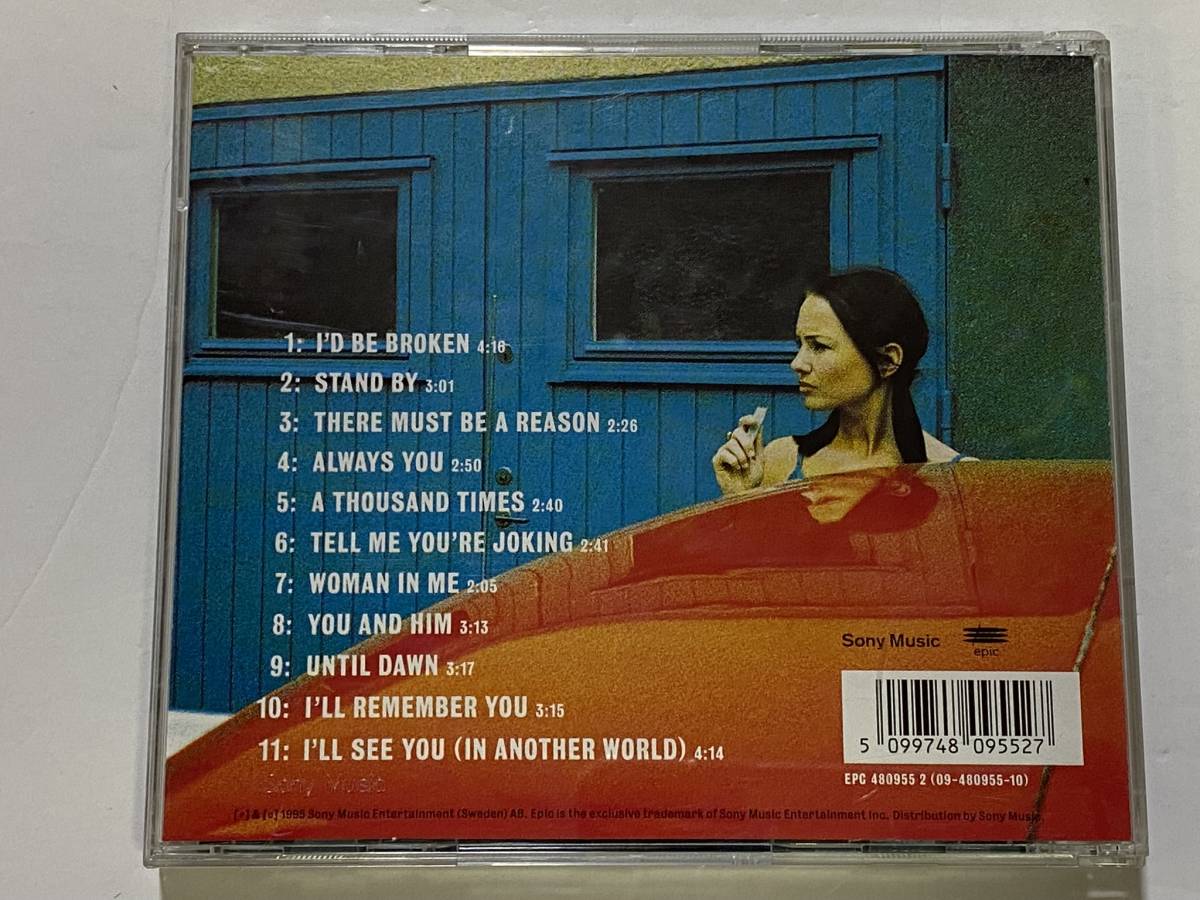 1: I'D BE BROKEN 4:16
2: STAND BY 3:01
3: THERE MUST BE A REASON 2:26
4: ALWAYS YOU 2:50
5: A THOUSAND TIMES 2:40
6: TELL ME YOU'RE JOKING 2:41
7: WOMAN IN ME 2:05
8: YOU AND HIM 3:13
9: UNTIL DAWN 3:17
10: I'LL REMEMBER YOU 3:15
11: I'LL SEE YOU (IN ANOTHER WORLD) 4:14
Sony Music
epic
5 099748 095527
EPC 480955 2 (09-480955-10)
Sony Music
[p] & [c] 1995 Sony Music Entertainment (Sweden) AB. Epic is the exclusive trademark of Sony Music Entertainment Inc. Distribution by Sony Music.